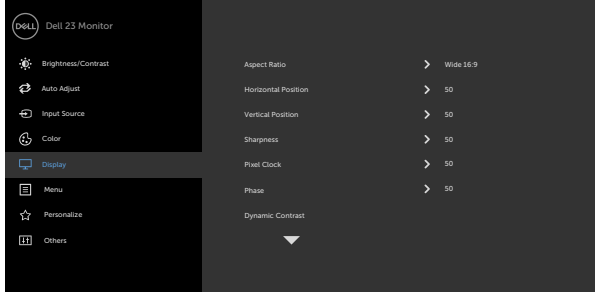 DELL Dell 23 Monitor
Brightness/Contrast
Auto Adjust
Input Source
Color
Display
Menu
Personalize
Others
Aspect Ratio Wide 16:9
Horizontal Position 50
Vertical Position 50
Sharpness 50
Pixel Clock 50
Phase 50
Dynamic Contrast